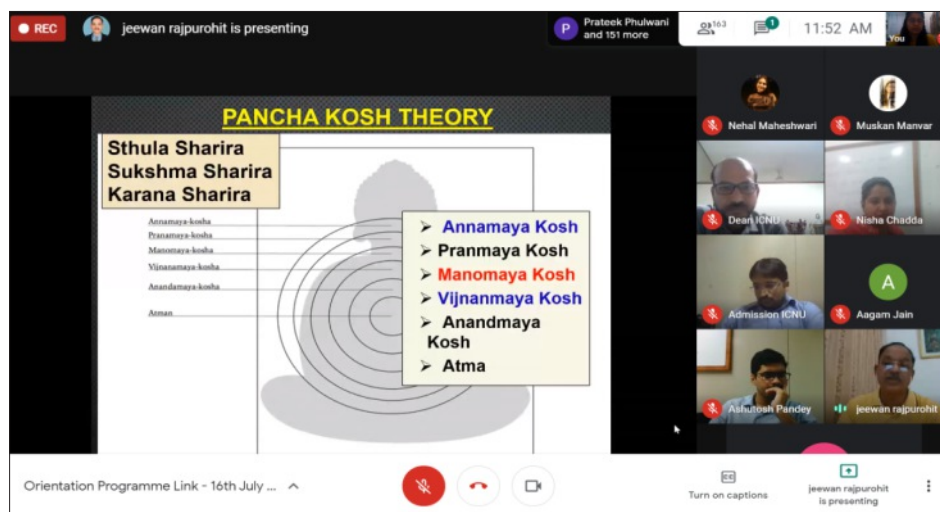 REC
jeewan rajpurohit is presenting
P
Prateek Phulwani
and 151 more
163
1
11:52 AM
You
PANCHA KOSH THEORY
Sthula Sharira
Sukshma Sharira
Karana Sharira
Annamaya-kosha
Pranamaya-kosha
Manomaya-kosha
Vijnanamaya-kosha
Anandamaya-kosha
Atman
➢ Annamaya Kosh
➢ Pranmaya Kosh
➢ Manomaya Kosh
➢ Vijnanmaya Kosh
➢ Anandmaya
Kosh
➢ Atma
Nehal Maheshwari
Muskan Manvar
Dean ICNU
Nisha Chadda
Admission ICNU
A
Aagam Jain
Ashutosh Pandey
jeewan rajpurohit
Orientation Programme Link - 16th July ...
CC
Turn on captions
jeewan rajpurohit
is presenting